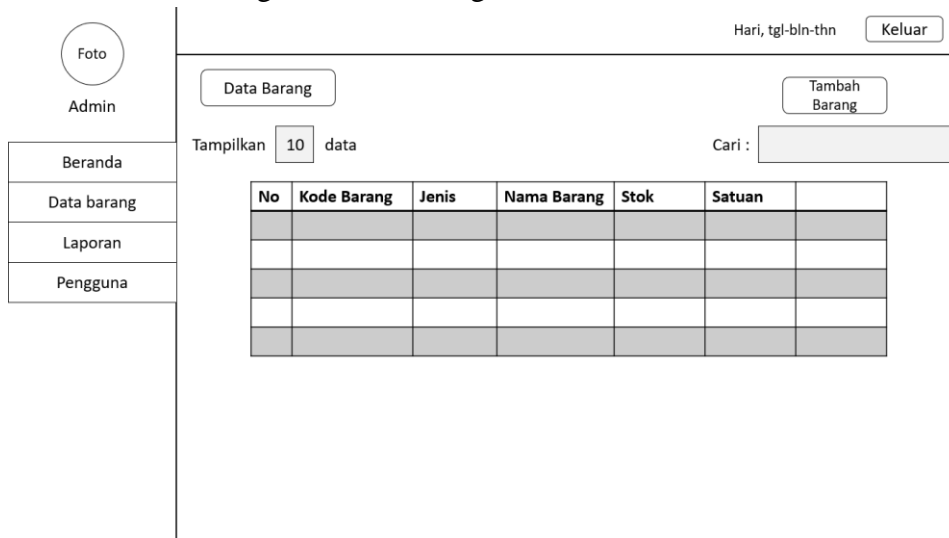 Hari, tgl-bln-thn
Keluar
Foto
Admin
Data Barang
Tambah
Barang
Tampilkan 10 data
Cari :
Beranda
Data barang
Laporan
Pengguna
No Kode Barang Jenis Nama Barang Stok Satuan